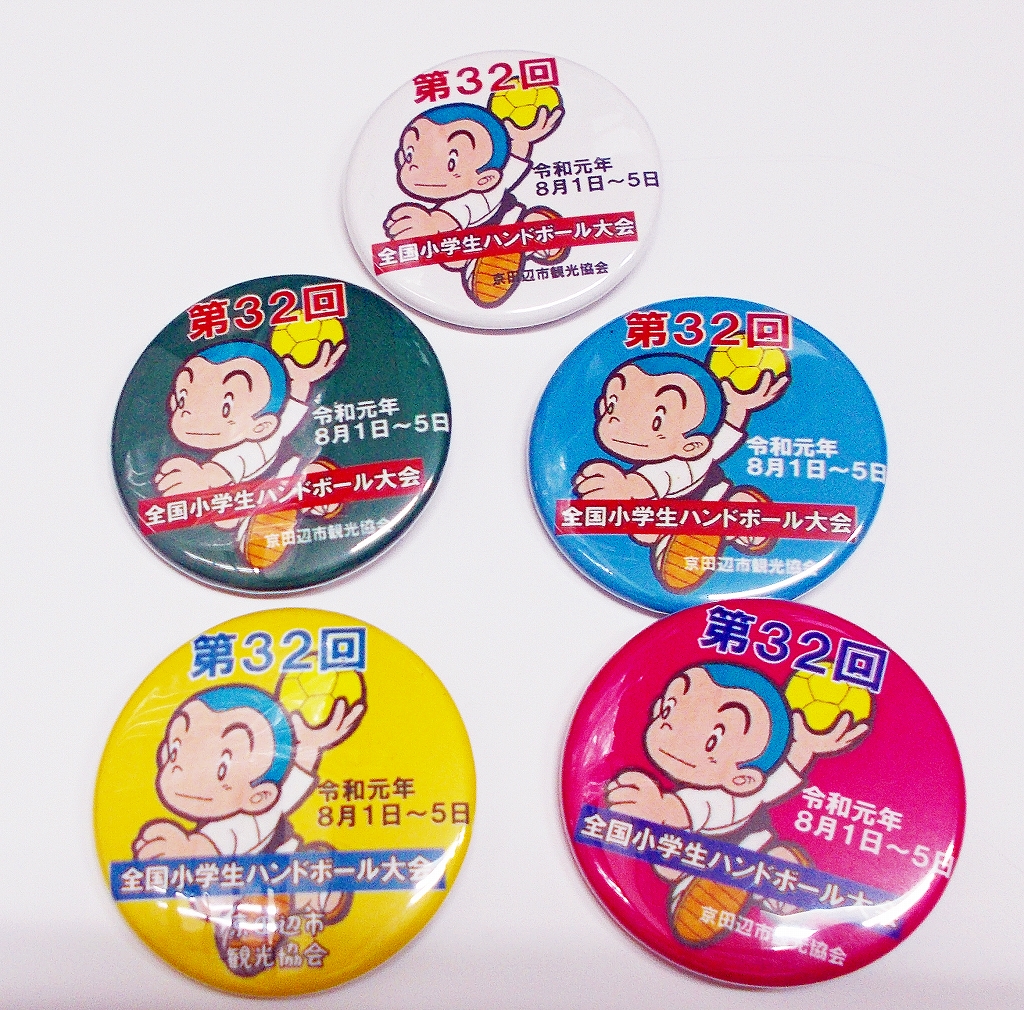 第32回
令和元年
8月1日～5日
全国小学生ハンドボール大会
京田辺市観光協会
第32回
令和元年
8月1日～5日
全国小学生ハンドボール大会
京田辺市観光協会
第32回
令和元年
8月1日～5日
全国小学生ハンドボール大会
京田辺市観光協会
第32回
令和元年
8月1日～5日
全国小学生ハンドボール大会
京田辺市
観光協会
第32回
令和元年
8月1日～5日
全国小学生ハンドボール大会
京田辺市観光協会